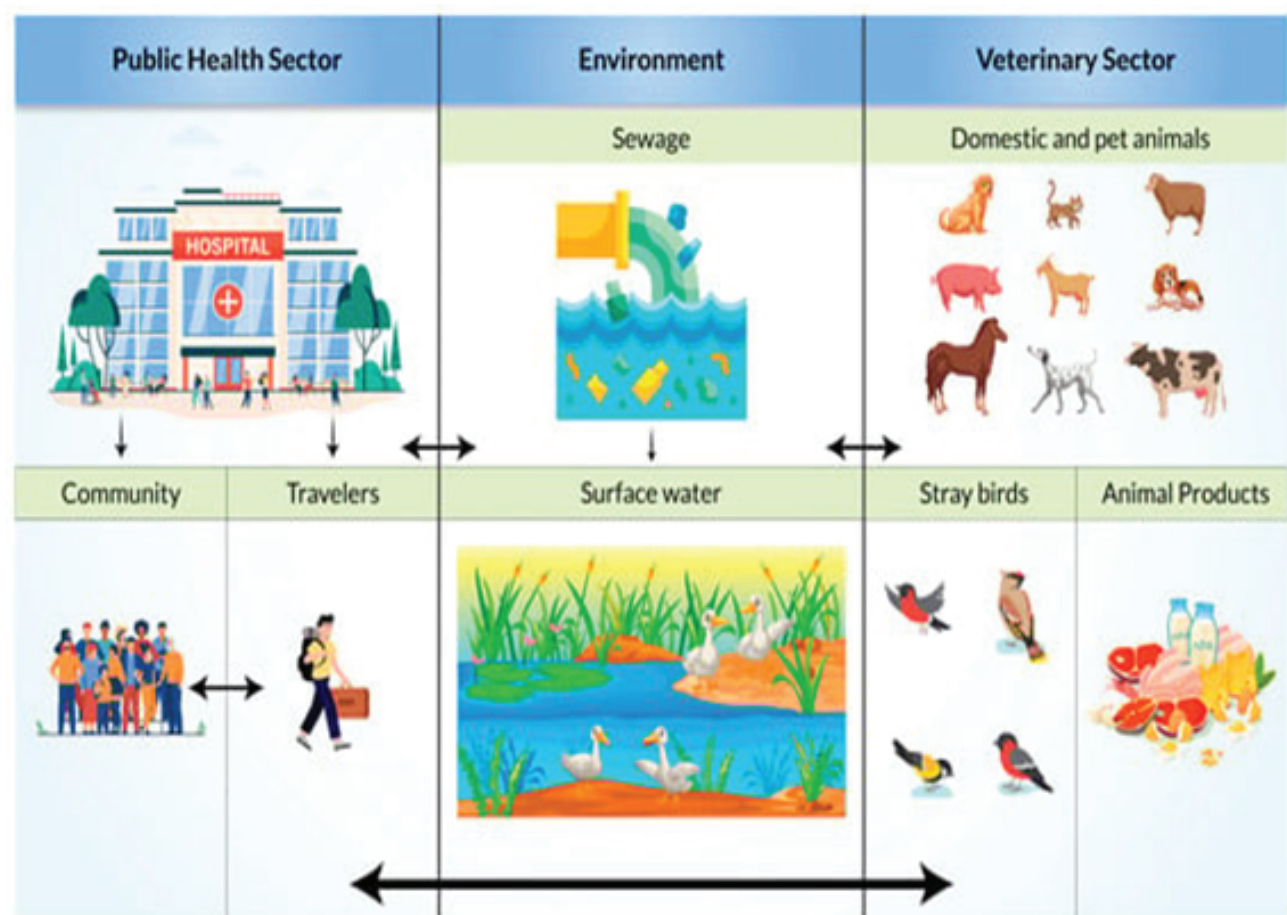 Public Health Sector
Environment
Veterinary Sector
Sewage
Domestic and pet animals
HOSPITAL
Community
Travelers
Surface water
Stray birds
Animal Products